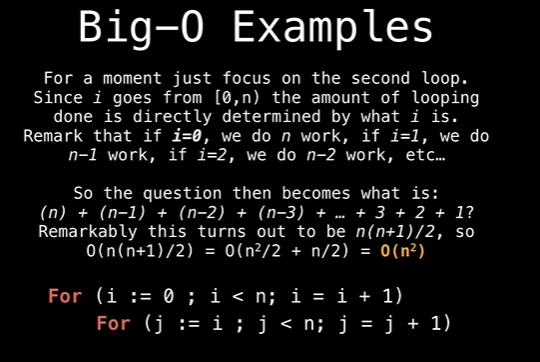 Big-O Examples
For a moment just focus on the second loop.
Since i goes from [0,n) the amount of looping
done is directly determined by what i is.
Remark that if i=0, we do n work, if i=1, we do
n-1 work, if i=2, we do n-2 work, etc…
So the question then becomes what is:
(n) + (n-1) + (n-2) + (n-3) + … + 3 + 2 + 1?
Remarkably this turns out to be n(n+1)/2, so
O(n(n+1)/2) = O(n²/2 + n/2) = O(n²)
For (i := 0 ; i < n; i = i + 1)
For (j := i ; j < n; j = j + 1)